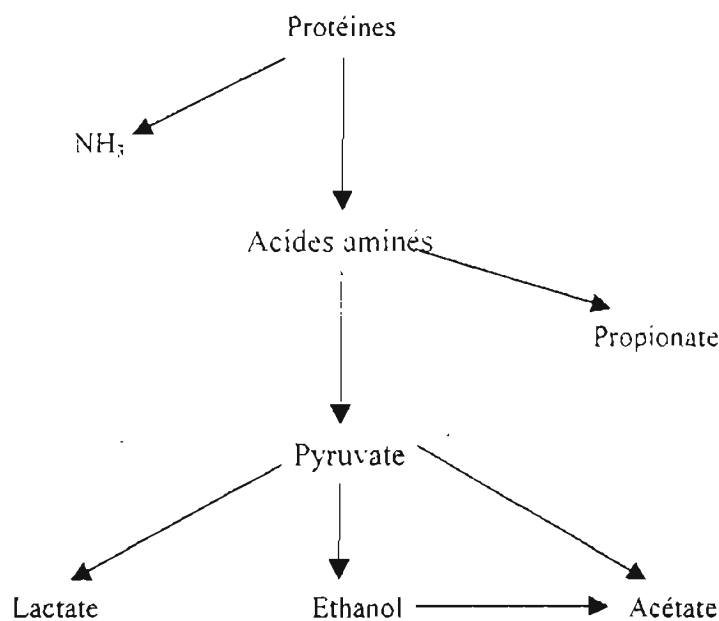 Protéines
NH₃
Acides aminés
Propionate
Pyruvate
Lactate
Ethanol
Acétate